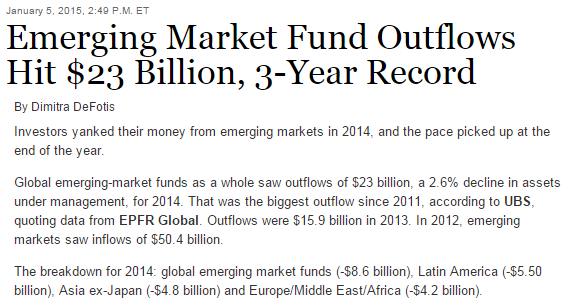 January 5, 2015, 2:49 P.M. ET
Emerging Market Fund Outflows
Hit $23 Billion, 3-Year Record
By Dimitra DeFotis
Investors yanked their money from emerging markets in 2014, and the pace picked up at the
end of the year.
Global emerging-market funds as a whole saw outflows of $23 billion, a 2.6% decline in assets
under management, for 2014. That was the biggest outflow since 2011, according to UBS,
quoting data from EPFR Global. Outflows were $15.9 billion in 2013. In 2012, emerging
markets saw inflows of $50.4 billion.
The breakdown for 2014: global emerging market funds (-$8.6 billion), Latin America (-$5.50
billion), Asia ex-Japan (-$4.8 billion) and Europe/Middle East/Africa (-$4.2 billion).